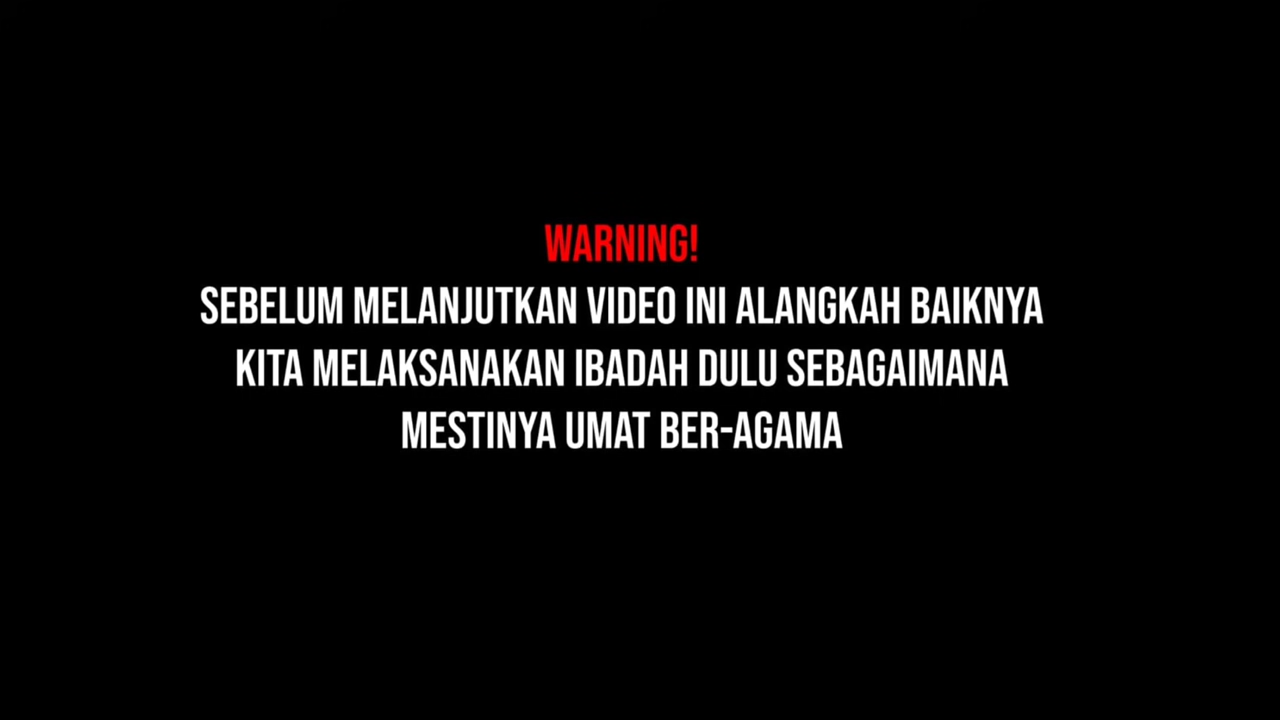 WARNING!
SEBELUM MELANJUTKAN VIDEO INI ALANGKAH BAIKNYA
KITA MELAKSANAKAN IBADAH DULU SEBAGAIMANA
MESTINYA UMAT BER-AGAMA